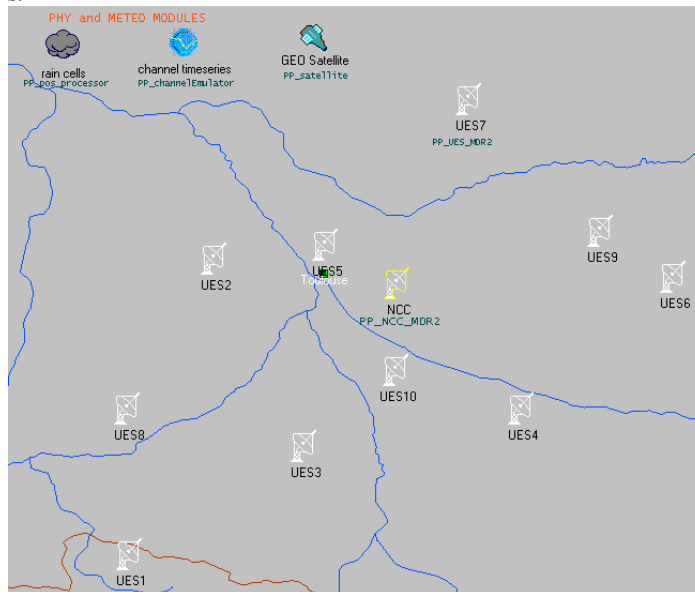 PHY and METEO MODULES
rain cells
PP_pos_processor
channel timeseries
PP_channelEmulator
GEO Satellite
PP_satellite
UES7
PP_UES_MDR2
UES9
UES2
UES5
Toulouse
UES6
NCC
PP_NCC_MDR2
UES10
UES8
UES4
UES3
UES1